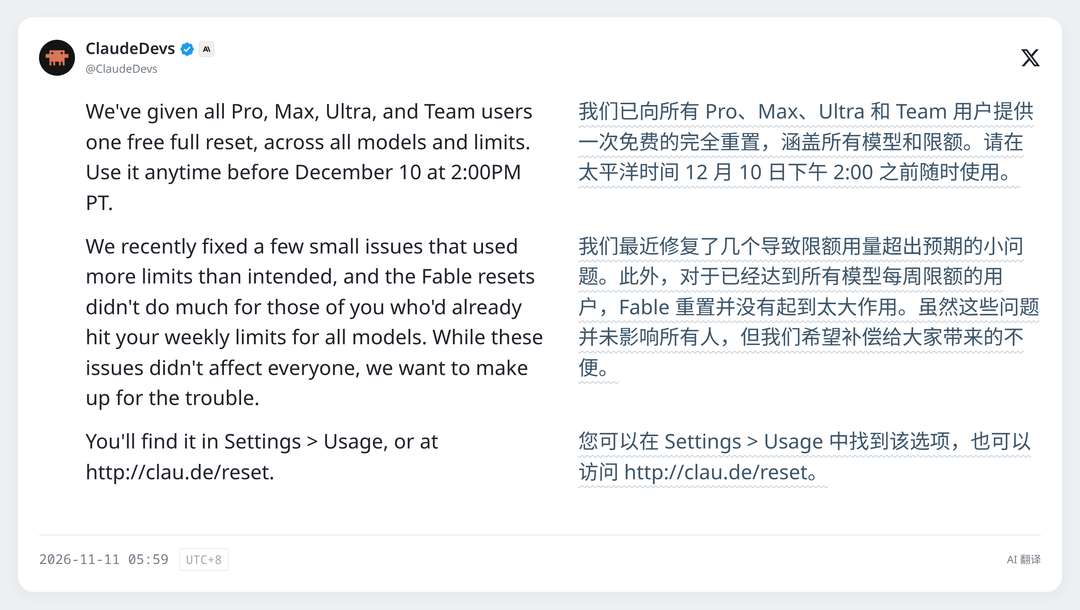 ClaudeDevs
@ClaudeDevs
We've given all Pro, Max, Ultra, and Team users
one free full reset, across all models and limits.
Use it anytime before December 10 at 2:00PM
PT.
我们已向所有 Pro、Max、Ultra 和 Team 用户提供
一次免费的完全重置，涵盖所有模型和限额。请在
太平洋时间 12 月 10 日下午 2:00 之前随时使用。
We recently fixed a few small issues that used
more limits than intended, and the Fable resets
didn't do much for those of you who'd already
hit your weekly limits for all models. While these
issues didn't affect everyone, we want to make
up for the trouble.
我们最近修复了几个导致限额用量超出预期的小问
题。此外，对于已经达到所有模型每周限额的用
户，Fable 重置并没有起到太大作用。虽然这些问题
并未影响所有人，但我们希望补偿给大家带来的不
便。
You'll find it in Settings > Usage, or at
http://clau.de/reset.
您可以在 Settings > Usage 中找到该选项，也可以
访问 http://clau.de/reset。
2026-11-11 05:59 UTC+8
AI 翻译